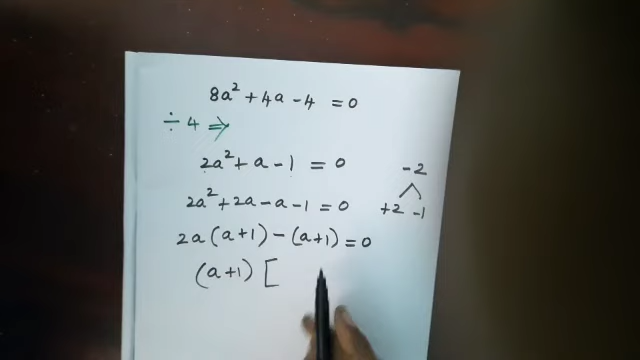 8a² + 4a - 4 = 0
÷ 4 ⇒
2a² + a - 1 = 0
-2
2a² + 2a - a - 1 = 0
+2 -1
2a (a+1) - (a+1) = 0
(a+1) [